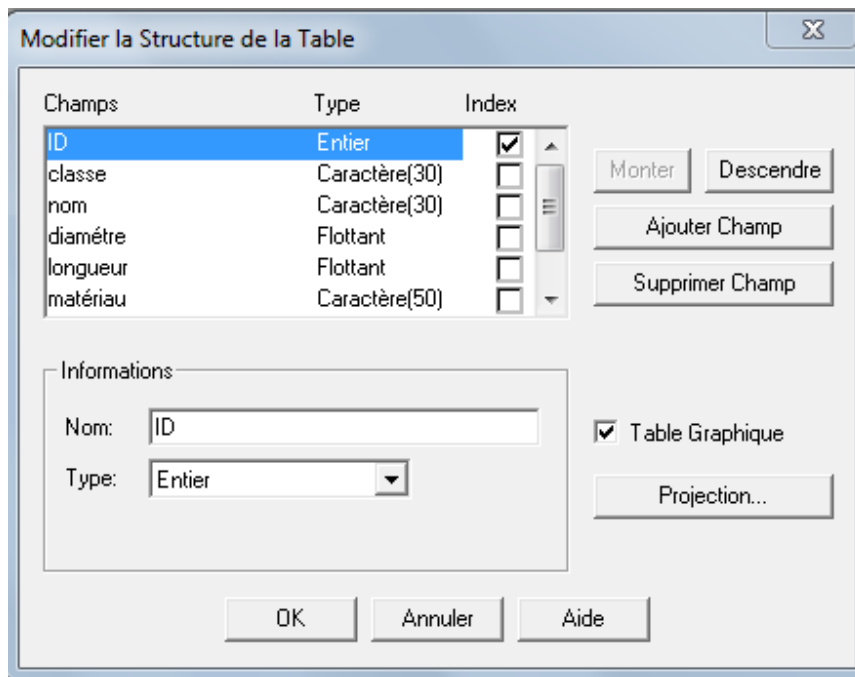 Modifier la Structure de la Table
Champs Type Index
ID Entier
classe Caractère(30)
nom Caractère(30)
diamétre Flottant
longueur Flottant
matériau Caractère(50)
Monter Descendre
Ajouter Champ
Supprimer Champ
Informations
Nom: ID
Type: Entier
Table Graphique
Projection...
OK Annuler Aide